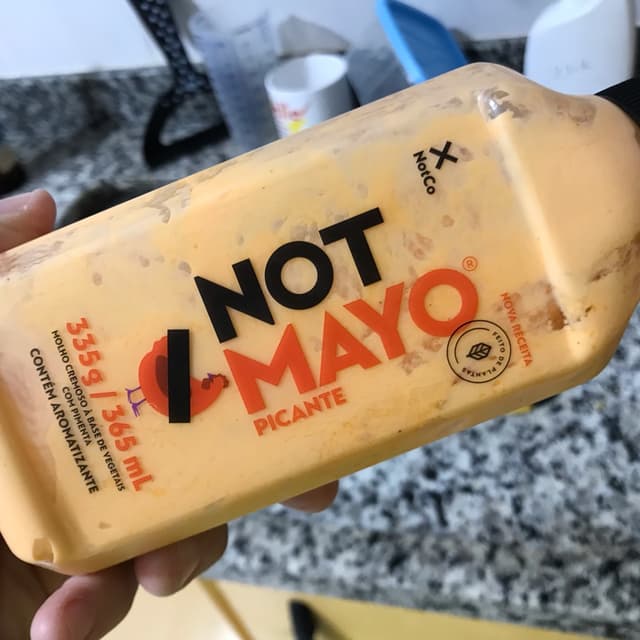 NotCo
NOT
MAYO®
PICANTE
NOVA RECEITA
FEITO DE PLANTAS
335g / 365 mL
MOLHO CREMOSO À BASE DE VEGETAIS
COM PIMENTA
CONTÉM AROMATIZANTE